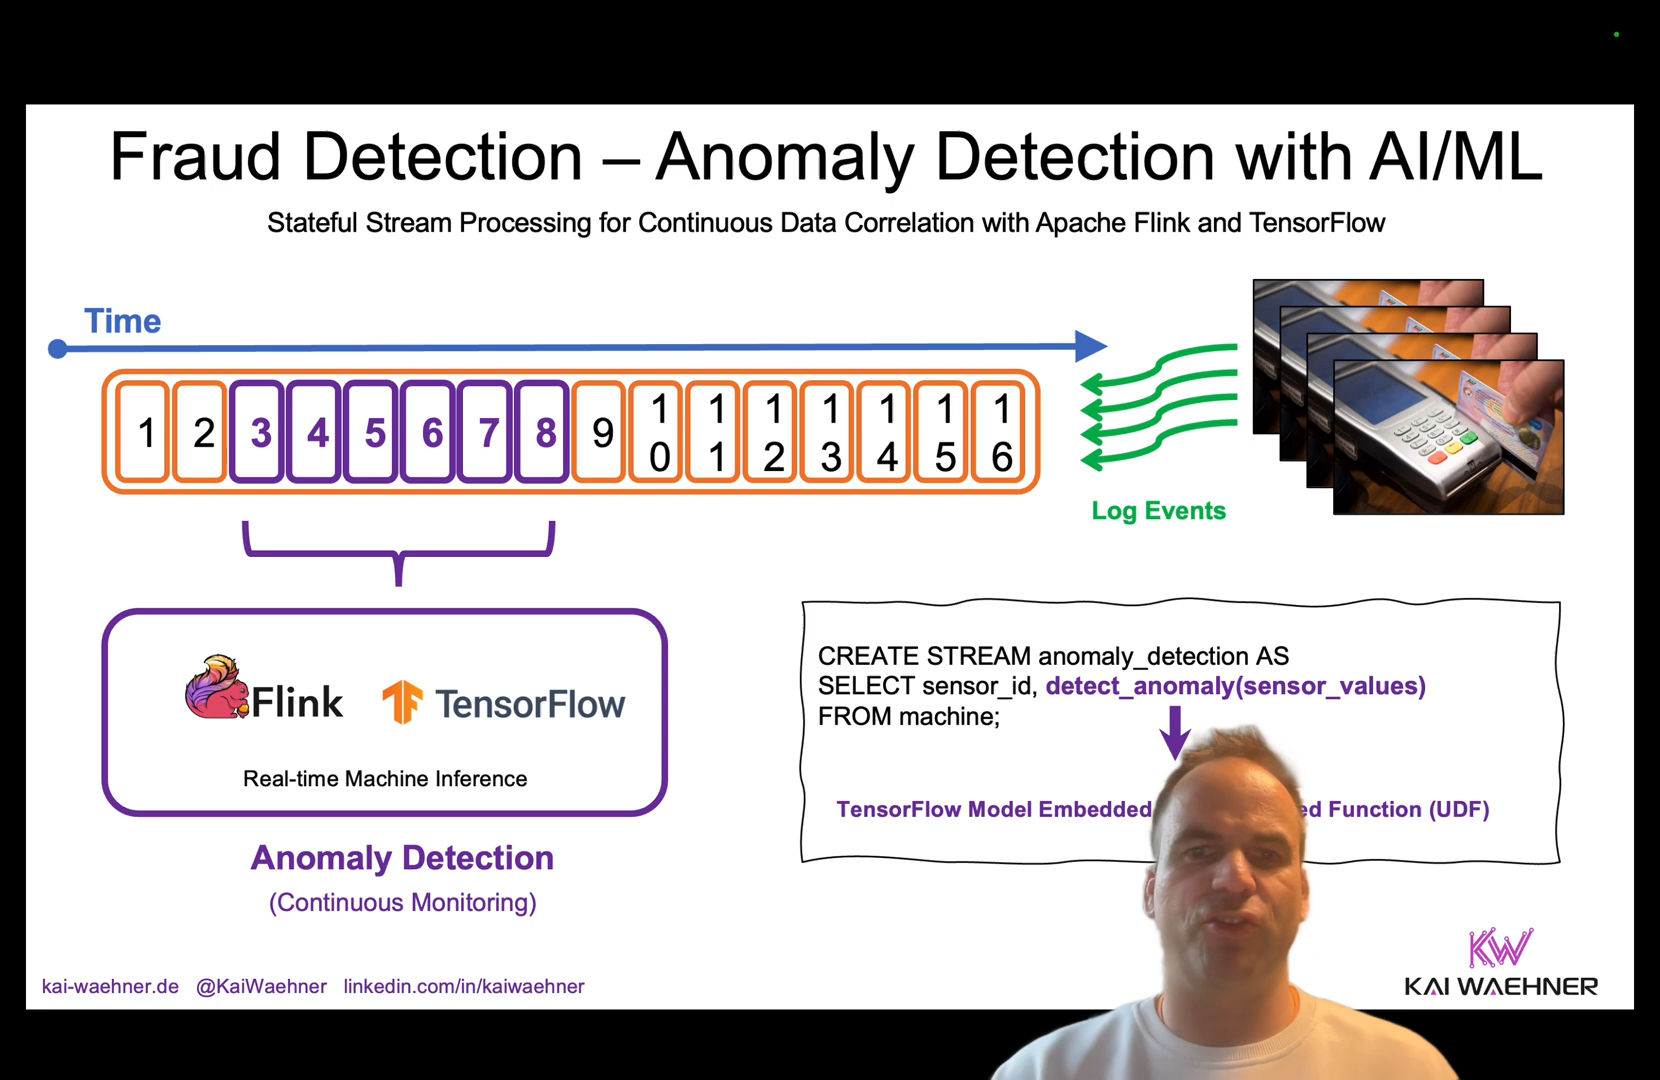 Fraud Detection – Anomaly Detection with AI/ML
Stateful Stream Processing for Continuous Data Correlation with Apache Flink and TensorFlow
Time
1 2 3 4 5 6 7 8 9 10 11 12 13 14 15 16
Log Events
Flink TensorFlow
Real-time Machine Inference
Anomaly Detection
(Continuous Monitoring)
CREATE STREAM anomaly_detection AS
SELECT sensor_id, detect_anomaly(sensor_values)
FROM machine;
TensorFlow Model Embedded Function (UDF)
kai-waehner.de @KaiWaehner linkedin.com/in/kaiwaehner
KW
KAI WAEHNER